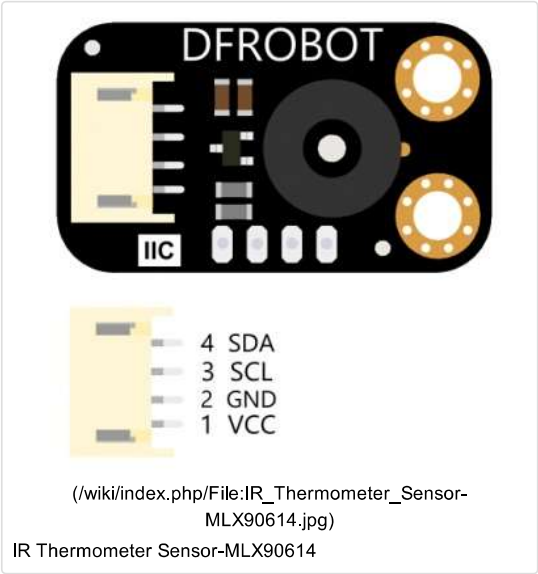 DFROBOT
IIC
4 SDA
3 SCL
2 GND
1 VCC
(/wiki/index.php/File:IR_Thermometer_Sensor-
MLX90614.jpg)
IR Thermometer Sensor-MLX90614